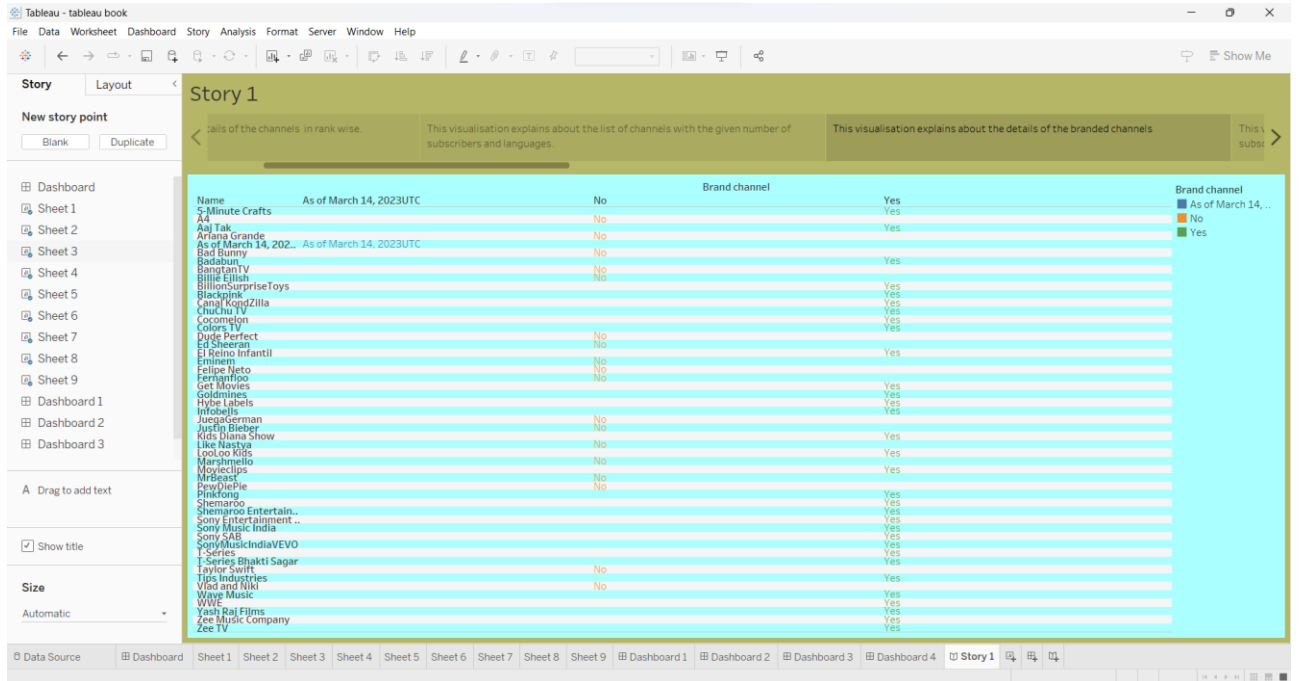 Tableau - tableau book
File Data Worksheet Dashboard Story Analysis Format Server Window Help
Show Me
Story Layout
New story point
Blank Duplicate
Dashboard
Sheet 1
Sheet 2
Sheet 3
Sheet 4
Sheet 5
Sheet 6
Sheet 7
Sheet 8
Sheet 9
Dashboard 1
Dashboard 2
Dashboard 3
A Drag to add text
Show title
Size
Automatic
Story 1
tails of the channels in rank wise.
This visualisation explains about the list of channels with the given number of
subscribers and languages.
This visualisation explains about the details of the branded channels
This v
subsc
Brand channel
Name As of March 14, 2023UTC No Yes
5-Minute Crafts Yes
A4 No
Aaj Tak Yes
Ariana Grande No
As of March 14, 202.. As of March 14, 2023UTC
Bad Bunny No
Badabun Yes
BangtanTV No
Billie Eilish No
BillionSurpriseToys Yes
Blackpink Yes
Canal KondZilla Yes
ChuChu TV Yes
Cocomelon Yes
Colors TV Yes
Dude Perfect No
Ed Sheeran No
El Reino Infantil Yes
Eminem No
Felipe Neto No
Fernanfloo No
Get Movies Yes
Goldmines Yes
Hybe Labels Yes
Infobells Yes
JuegaGerman No
Justin Bieber No
Kids Diana Show Yes
Like Nastya No
LooLoo Kids Yes
Marshmello No
Movieclips Yes
MrBeast No
PewDiePie No
Pinkfong Yes
Shemaroo Yes
Shemaroo Entertain.. Yes
Sony Entertainment .. Yes
Sony Music India Yes
Sony SAB Yes
SonyMusicIndiaVEVO Yes
T-Series Yes
T-Series Bhakti Sagar Yes
Taylor Swift No
Tips Industries Yes
Vlad and Niki No
Wave Music Yes
WWE Yes
Yash Raj Films Yes
Zee Music Company Yes
Zee TV Yes
Brand channel
As of March 14, ..
No
Yes
Data Source Dashboard Sheet 1 Sheet 2 Sheet 3 Sheet 4 Sheet 5 Sheet 6 Sheet 7 Sheet 8 Sheet 9 Dashboard 1 Dashboard 2 Dashboard 3 Dashboard 4 Story 1